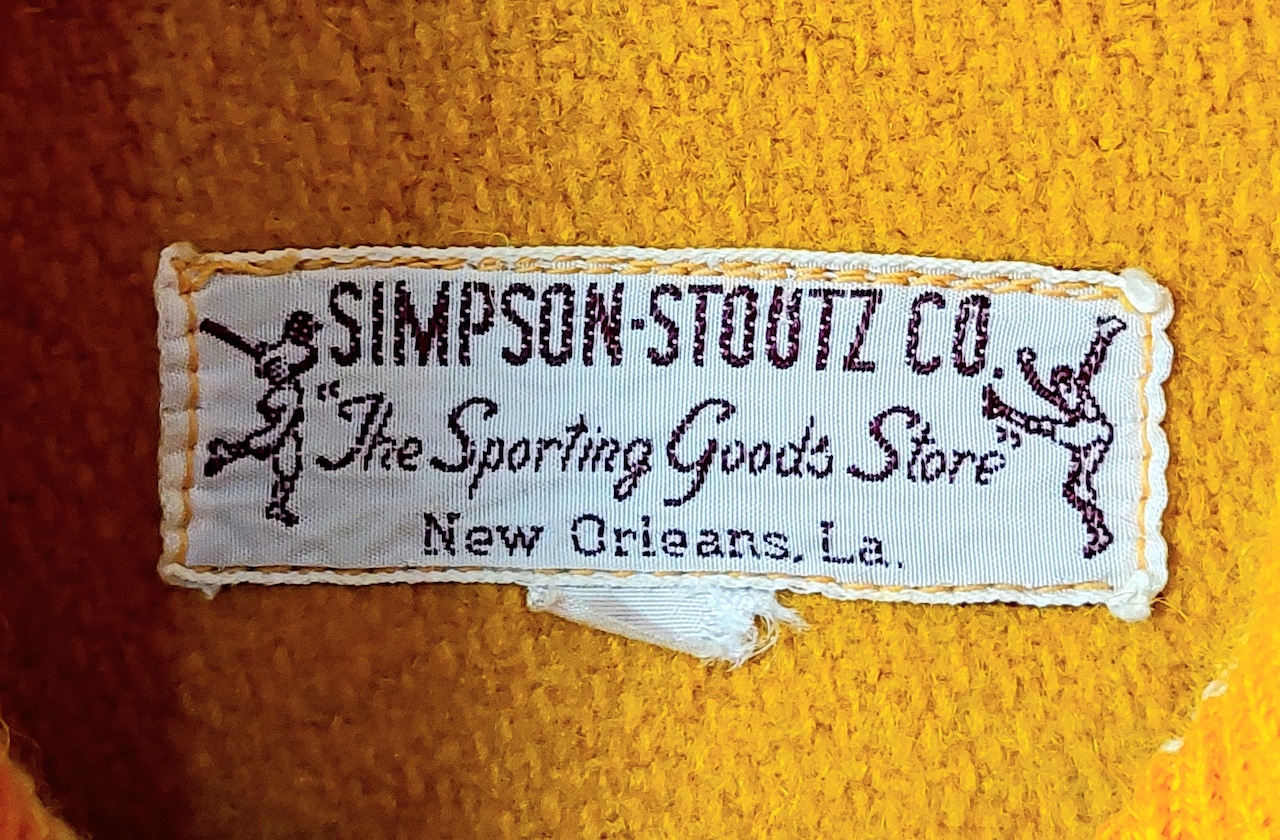 SIMPSON-STOUTZ CO.
"The Sporting Goods Store"
New Orleans, La.